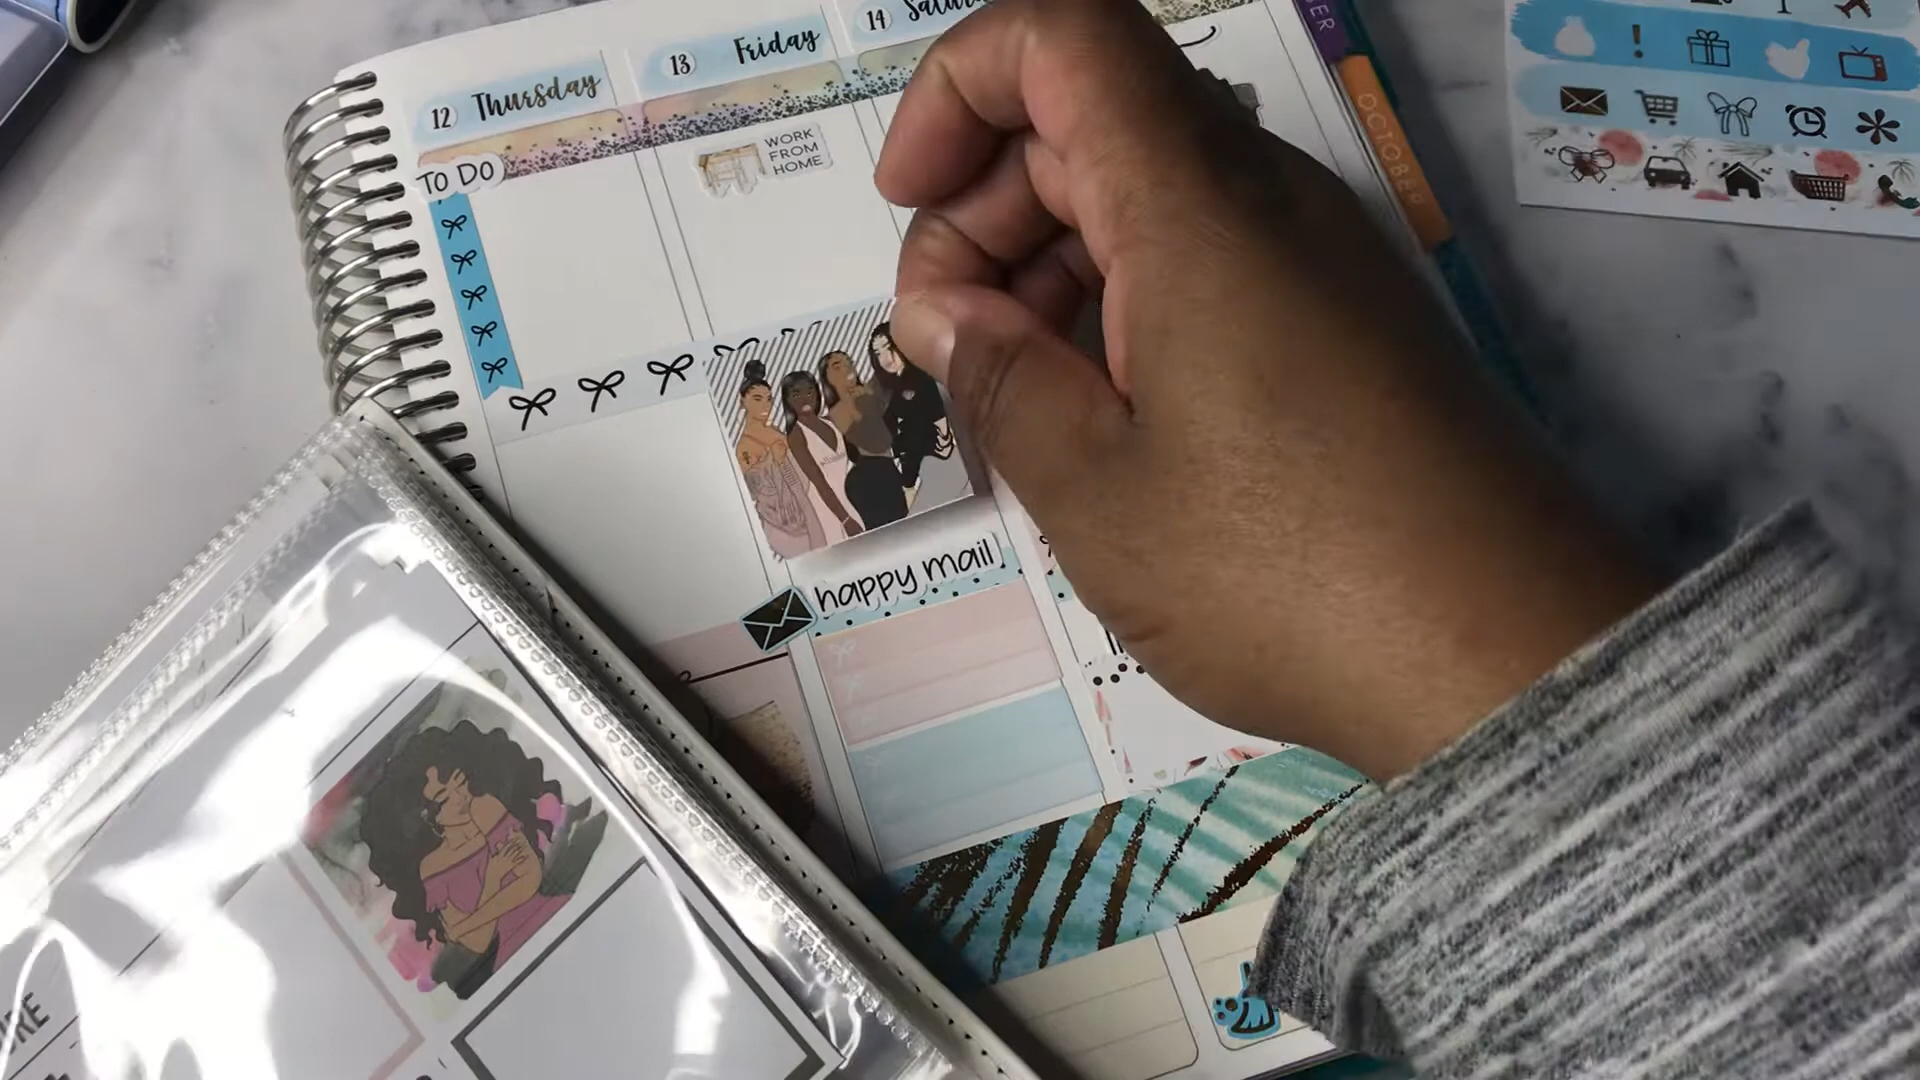 12 Thursday
13 Friday
14
TO DO
WORK
FROM
HOME
OCTOBER
happy mail